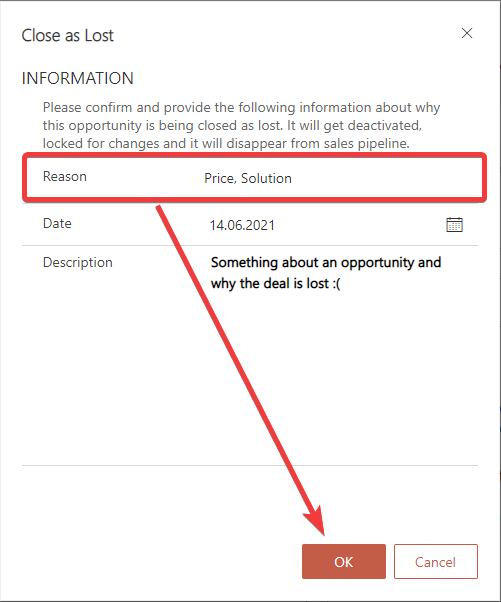 Close as Lost
INFORMATION
Please confirm and provide the following information about why
this opportunity is being closed as lost. It will get deactivated,
locked for changes and it will disappear from sales pipeline.
Reason Price, Solution
Date 14.06.2021
Description Something about an opportunity and
why the deal is lost :(
OK Cancel